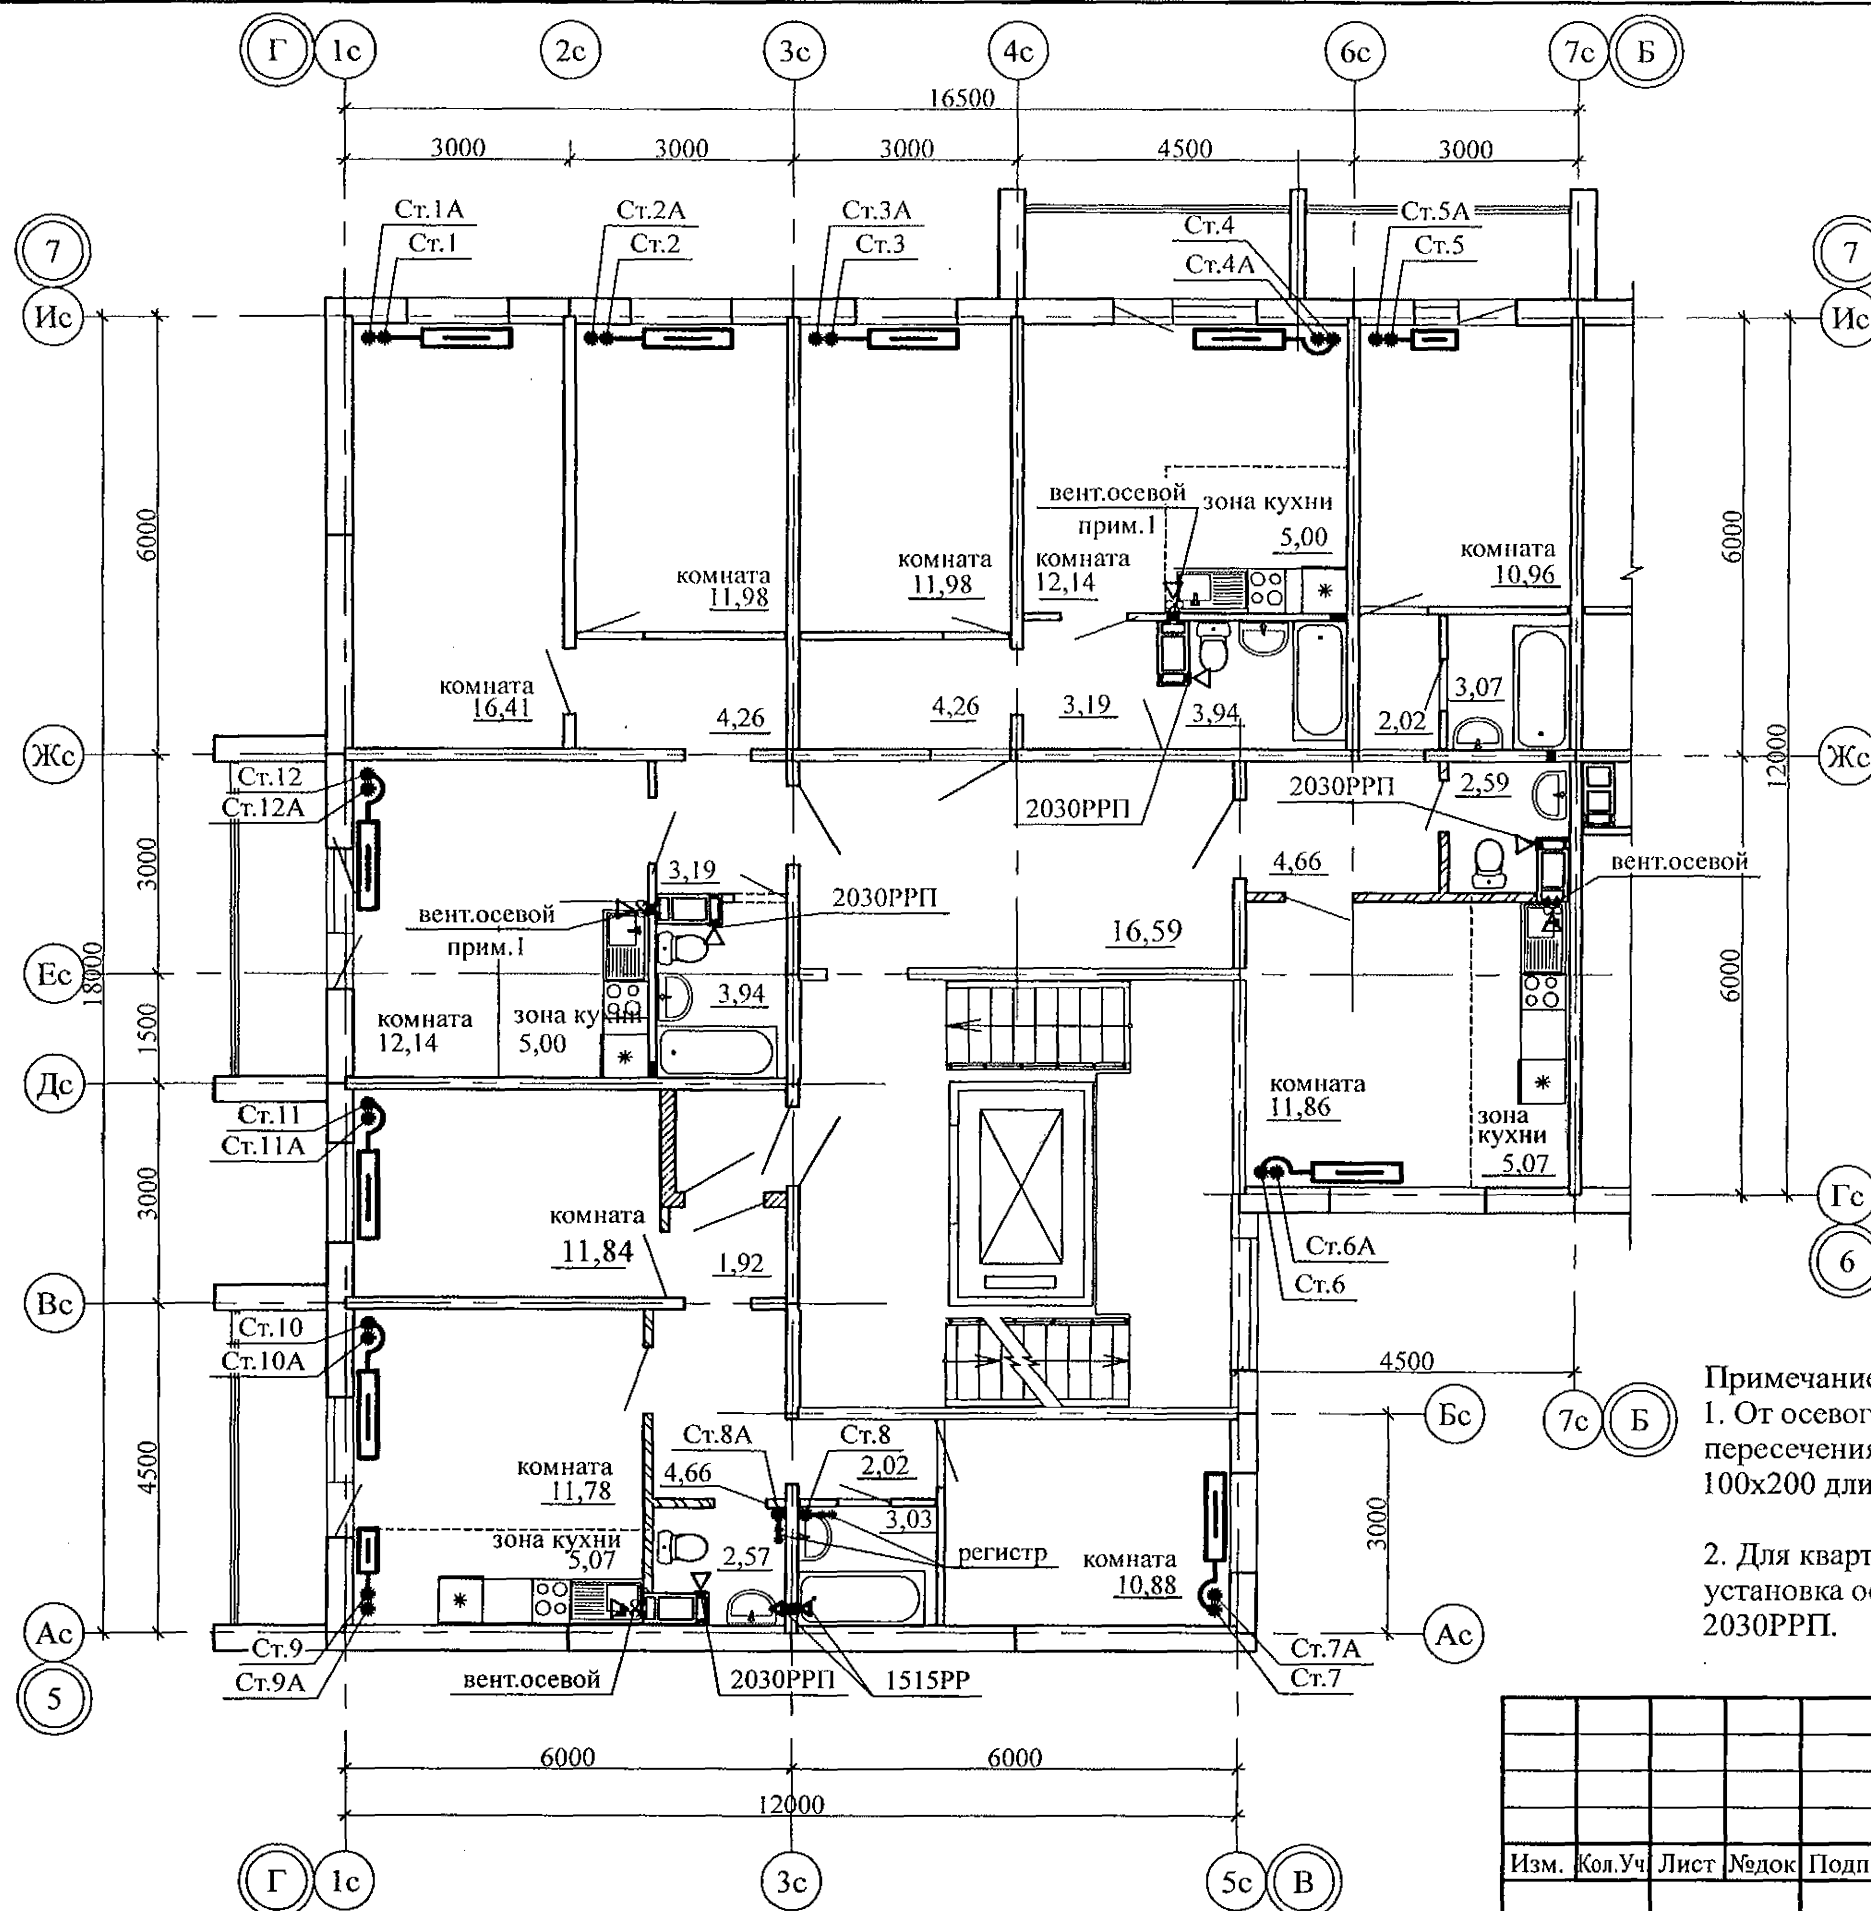 Г 1с 2с 3с 4с 6с 7с Б
16500
3000 3000 3000 4500 3000
Ст.1А Ст.2А Ст.3А Ст.4 Ст.5А
Ст.1 Ст.2 Ст.3 Ст.4А Ст.5
7 7
Ис Ис
6000 6000
вент.осевой зона кухни
прим.1 5,00
комната комната комната комната
11,98 11,98 12,14 10,96
комната
16,41 4,26 4,26 3,19 3,94 2,02 3,07
Жс Жс
12000
Ст.12
Ст.12А
2030РРП 2030РРП 2,59
3000 3,19 4,66 вент.осевой
2030РРП
вент.осевой
прим.1
16,59
Ес 18000 6000
3,94
1500 комната зона кухни
12,14 5,00
Дс
комната
11,86
зона
кухни
5,07
Ст.11
Ст.11А
3000 Гс
комната
11,84 1,92
Ст.6А
Ст.6
6
Вс
Ст.10
Ст.10А
4500
Бс 7с Б
Примечание
1. От осевог
пересечения
100х200 дли
2. Для кварт
установка ос
2030РРП.
4500
Ст.8А Ст.8
4,66 2,02
комната
11,78
3,03
3000
зона кухни
5,07 2,57 регистр комната
10,88
Ас Ас
5
Ст.9
Ст.9А
вент.осевой 2030РРП 1515РР
Ст.7А
Ст.7
6000 6000
12000
Изм. Кол.Уч Лист №док Подп
Г 1с 3с 5с В